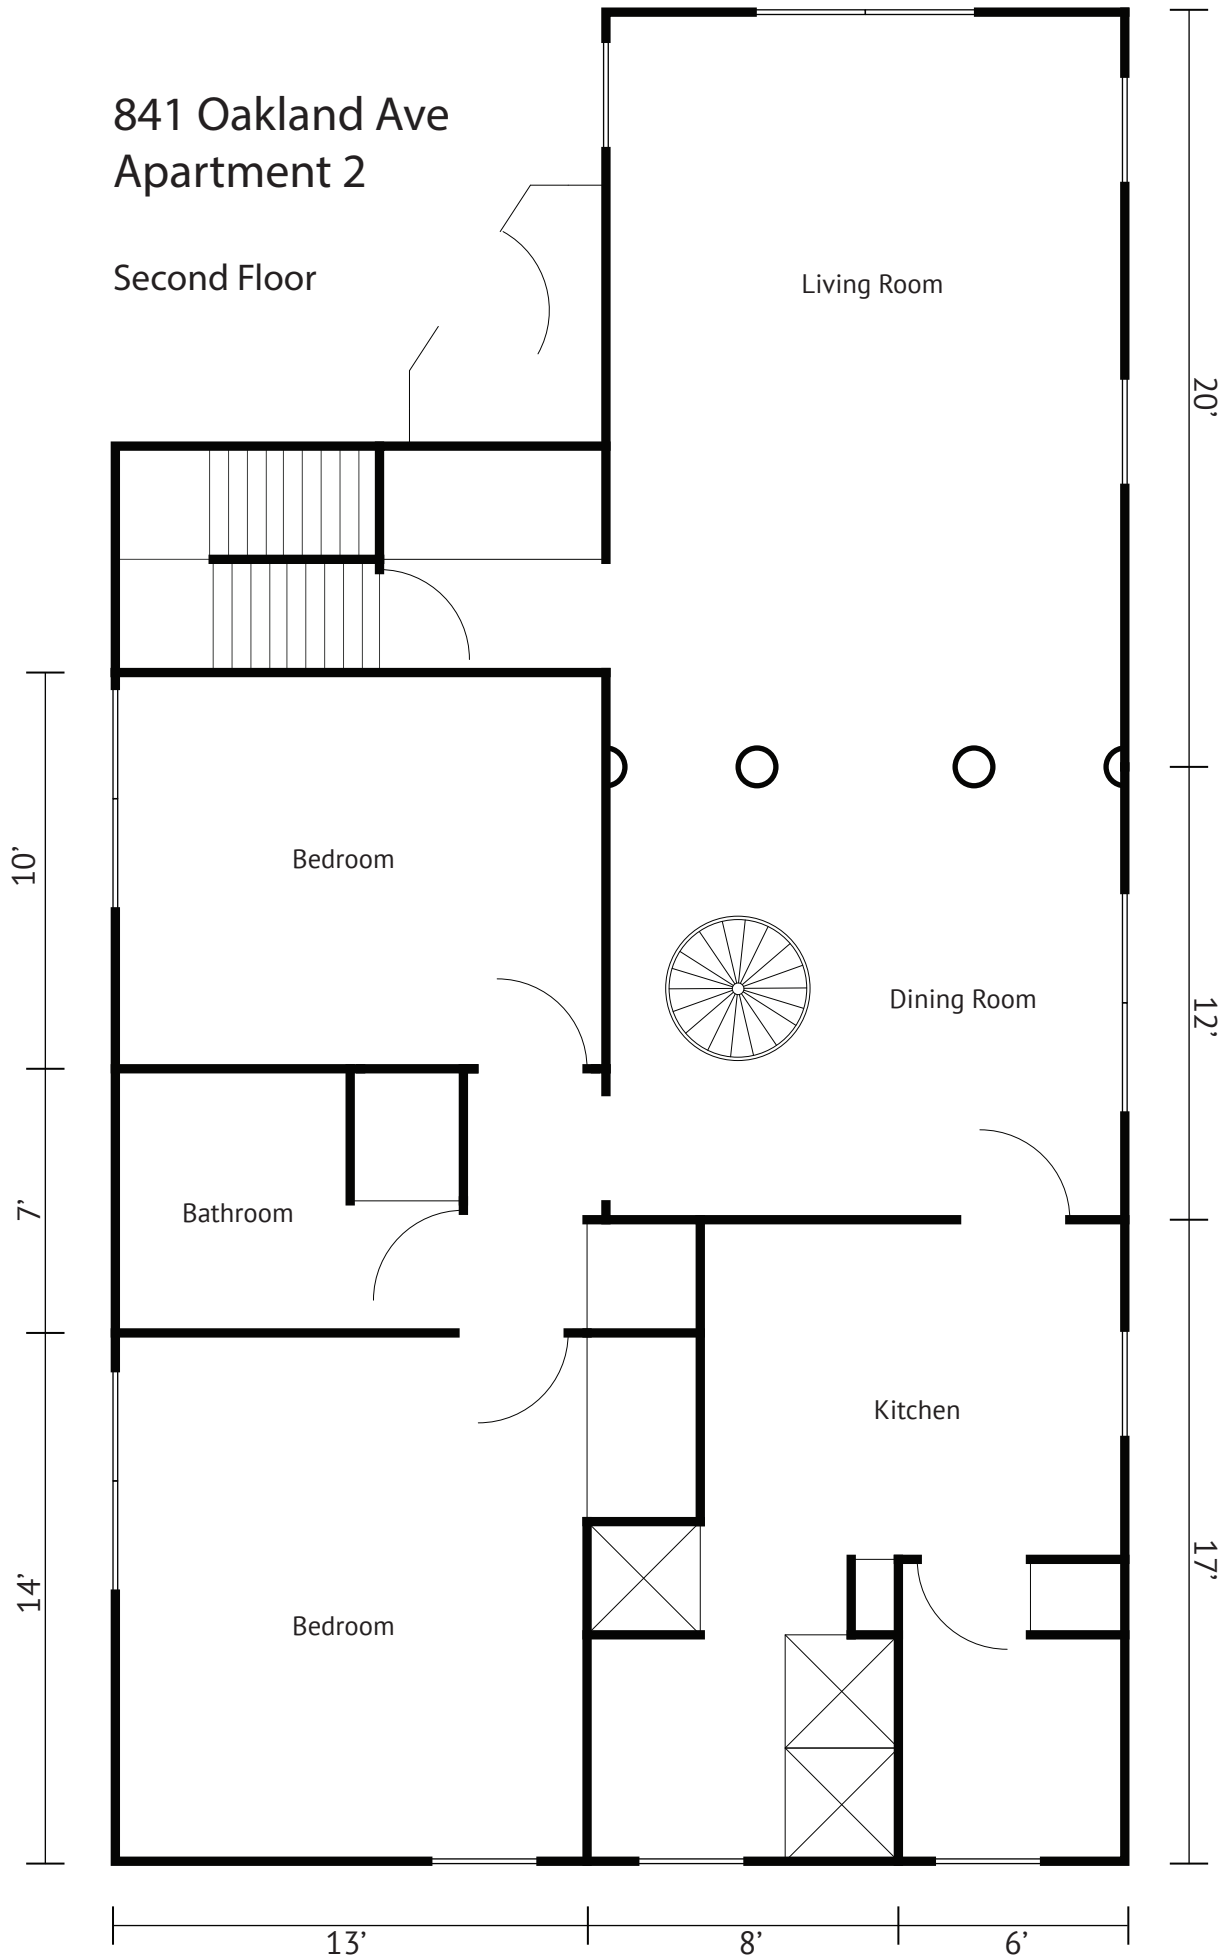 841 Oakland Ave
Apartment 2
Second Floor
Living Room
20’
Bedroom
10’
Dining Room
12’
Bathroom
7’
Kitchen
14’
Bedroom
17’
13’
8’
6’